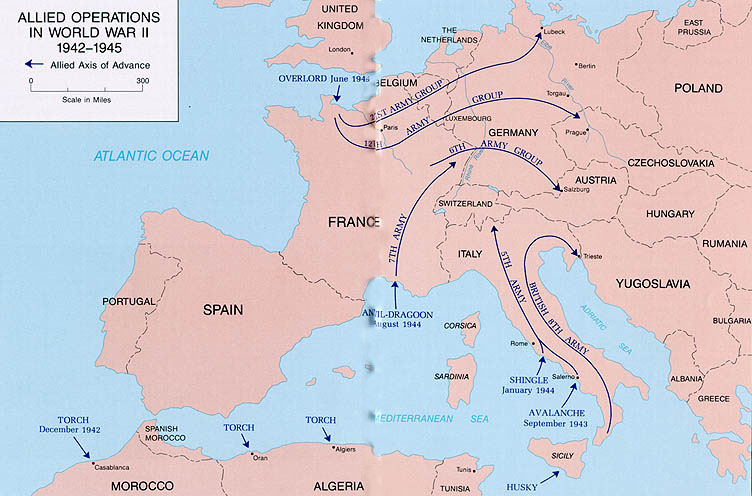 ALLIED OPERATIONS
IN WORLD WAR II
1942–1945
Allied Axis of Advance
0 300
Scale in Miles
UNITED
KINGDOM
London
THE
NETHERLANDS
Lubeck
EAST
PRUSSIA
Elbe
River
Berlin
OVERLORD June 194
BELGIUM
21ST ARMY GROUP
Torgau
POLAND
12TH ARMY GROUP
Paris
LUXEMBOURG
GERMANY
Prague
ATLANTIC OCEAN
6TH ARMY GROUP
Rhine River
CZECHOSLOVAKIA
AUSTRIA
Salzburg
SWITZERLAND
HUNGARY
FRANCE
7TH ARMY
ITALY
5TH ARMY
Trieste
RUMANIA
YUGOSLAVIA
BRITISH 8TH ARMY
PORTUGAL
SPAIN
ANVIL-DRAGOON
August 1944
CORSICA
ADRIATIC
SEA
BULGARIA
Rome
SARDINIA
SHINGLE
January 1944
Salerno
ALBANIA
GREECE
AVALANCHE
September 1943
TORCH
December 1942
SPANISH
MOROCCO
TORCH
TORCH
MEDITERRANEAN SEA
Casablanca
Oran
Algiers
Tunis
SICILY
MOROCCO
ALGERIA
TUNISIA
HUSKY